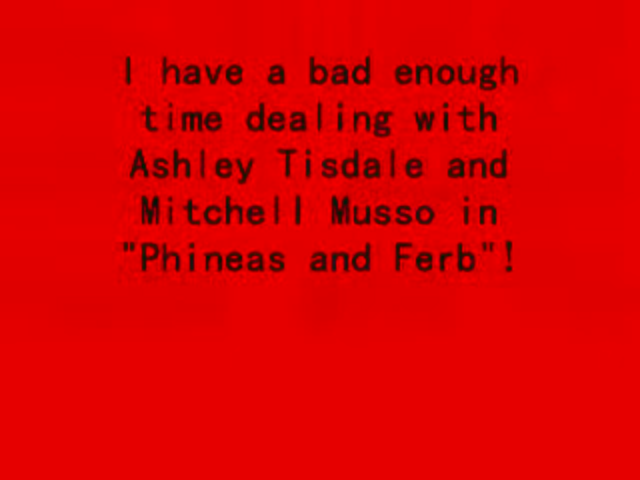 I have a bad enough
time dealing with
Ashley Tisdale and
Mitchell Musso in
"Phineas and Ferb"!